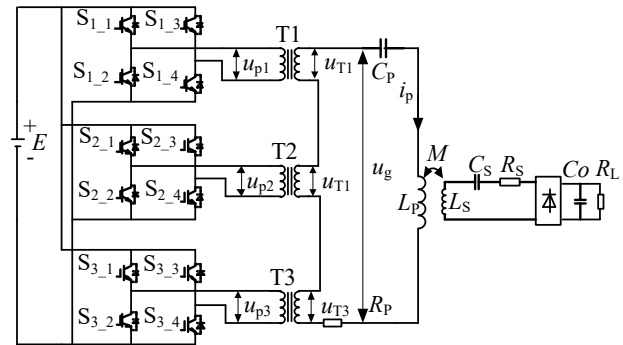 S1_1 S1_3
S1_2 S1_4
T1
up1 uT1
CP
ip
+
E
-
S2_1 S2_3
S2_2 S2_4
T2
up2 uT1
ug
M
LP LS
CS RS
Co RL
S3_1 S3_3
S3_2 S3_4
T3
up3 uT3
RP